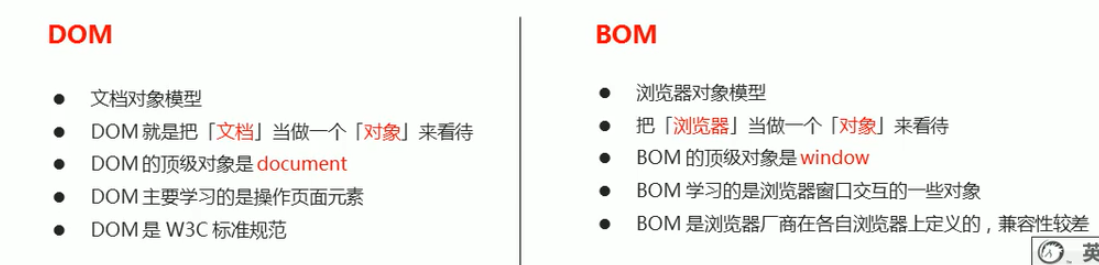 DOM
文档对象模型
DOM 就是把「文档」当做一个「对象」来看待
DOM 的顶级对象是 document
DOM 主要学习的是操作页面元素
DOM 是 W3C 标准规范
BOM
浏览器对象模型
把「浏览器」当做一个「对象」来看待
BOM 的顶级对象是 window
BOM 学习的是浏览器窗口交互的一些对象
BOM 是浏览器厂商在各自浏览器上定义的，兼容性较差
英